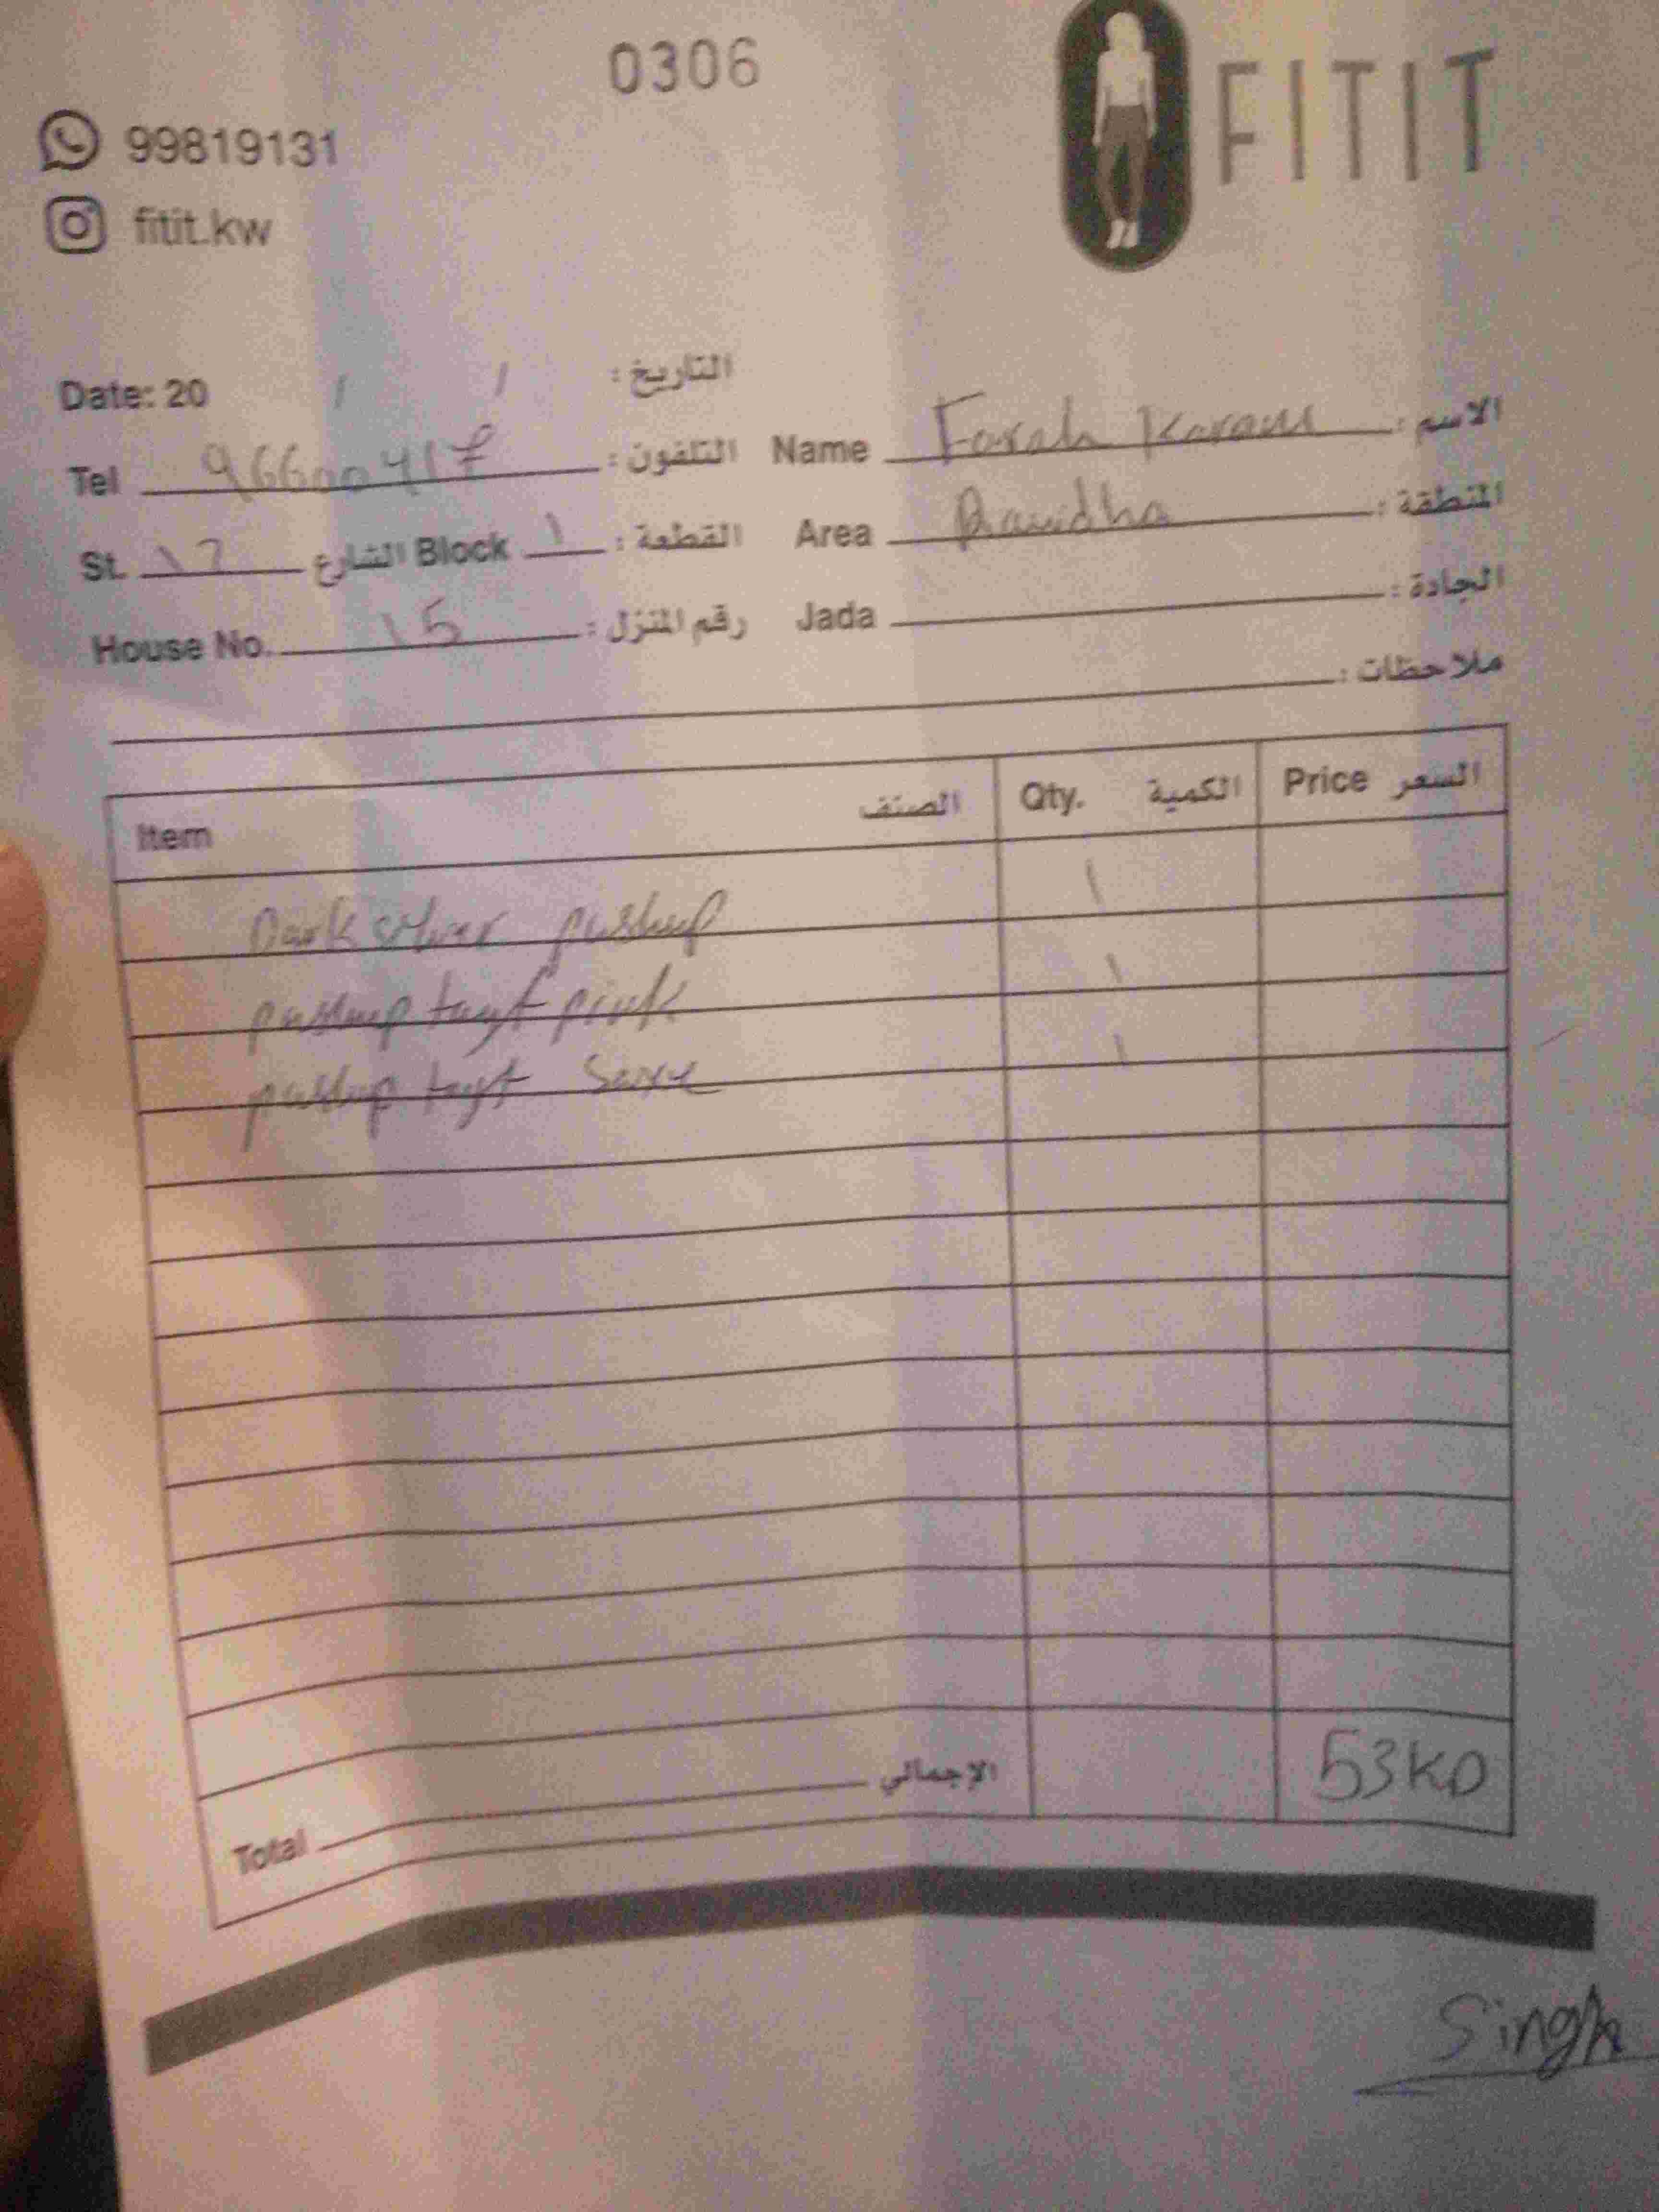 0306
FITIT
99819131
fitit.kw
Date: 20 / / التاريخ :
Tel 96600717 التلفون : Name Farah Karam الاسم :
St. 17 الشارع Block 1 القطعة : Area Rawdha المنطقة :
House No. 15 رقم المنزل : Jada الجادة :
ملاحظات :
Item الصنف Qty. الكمية Price السعر
Dark silver pushup 1
pushup tayt pink 1
pushup tayt 1
Total الإجمالي 53KD
Singh